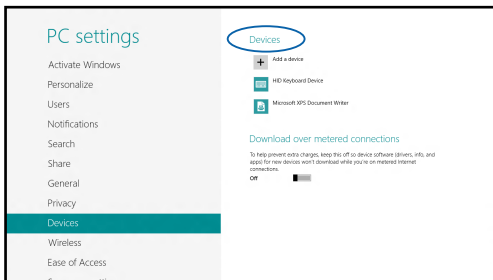 PC settings
Activate Windows
Personalize
Users
Notifications
Search
Share
General
Privacy
Devices
Wireless
Ease of Access
Devices
Add a device
HID Keyboard Device
Microsoft XPS Document Writer
Download over metered connections
To help prevent extra charges, keep this off so device software (drivers, info, and
apps) for new devices won't download while you're on metered Internet
connections.
Off